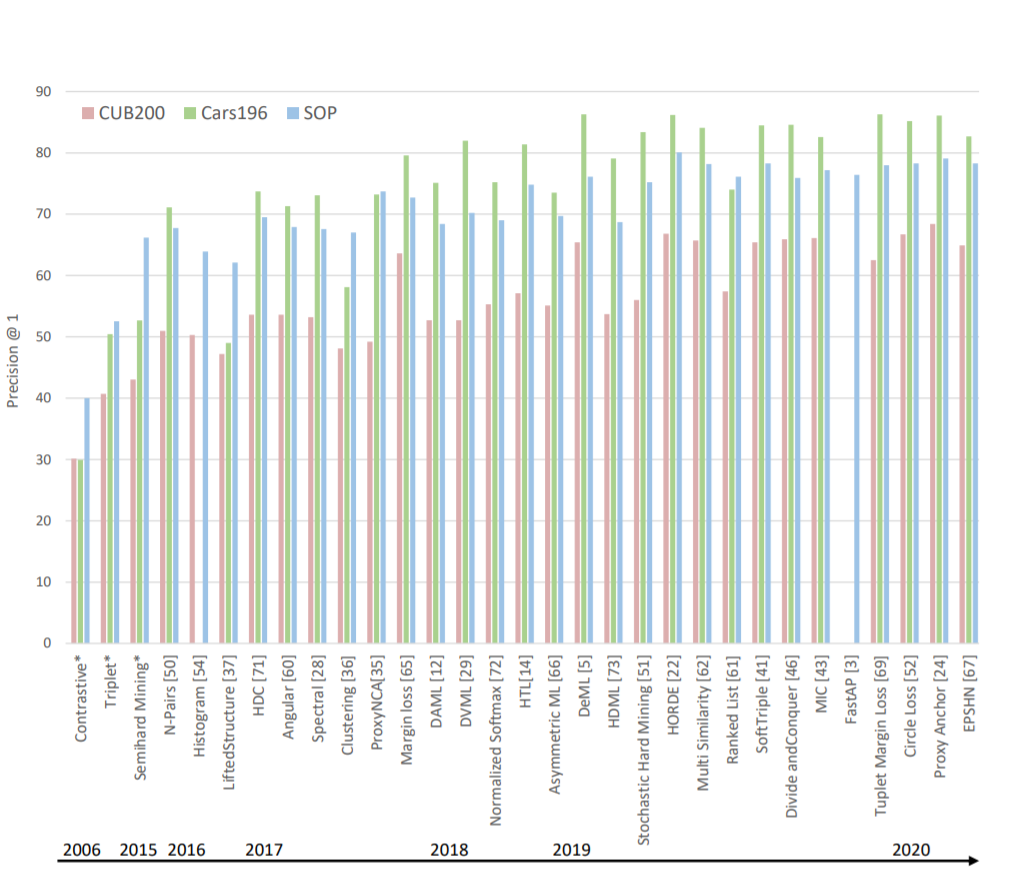 90
CUB200 Cars196 SOP
80
70
60
50
40
30
20
10
0
Precision @ 1
Contrastive*
Triplet*
Semihard Mining*
N-Pairs [50]
Histogram [54]
LiftedStructure [37]
HDC [71]
Angular [60]
Spectral [28]
Clustering [36]
ProxyNCA[35]
Margin loss [65]
DAML [12]
DVML [29]
Normalized Softmax [72]
HTL[14]
Asymmetric ML [66]
DeML [5]
HDML [73]
Stochastic Hard Mining [51]
HORDE [22]
Multi Similarity [62]
Ranked List [61]
SoftTriple [41]
Divide andConquer [46]
MIC [43]
FastAP [3]
Tuplet Margin Loss [69]
Circle Loss [52]
Proxy Anchor [24]
EPSHN [67]
2006 2015 2016 2017 2018 2019 2020